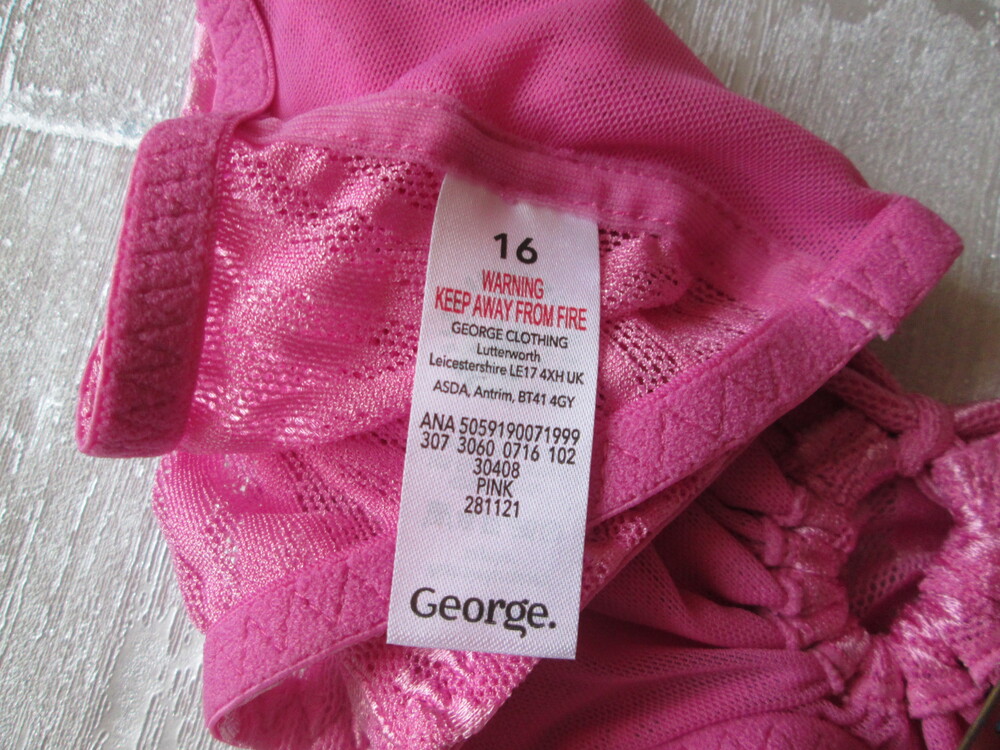 16
WARNING
KEEP AWAY FROM FIRE
GEORGE CLOTHING
Lutterworth
Leicestershire LE17 4XH UK
ASDA, Antrim, BT41 4GY
ANA 5059190071999
307 3060 0716 102
30408
PINK
281121
George.